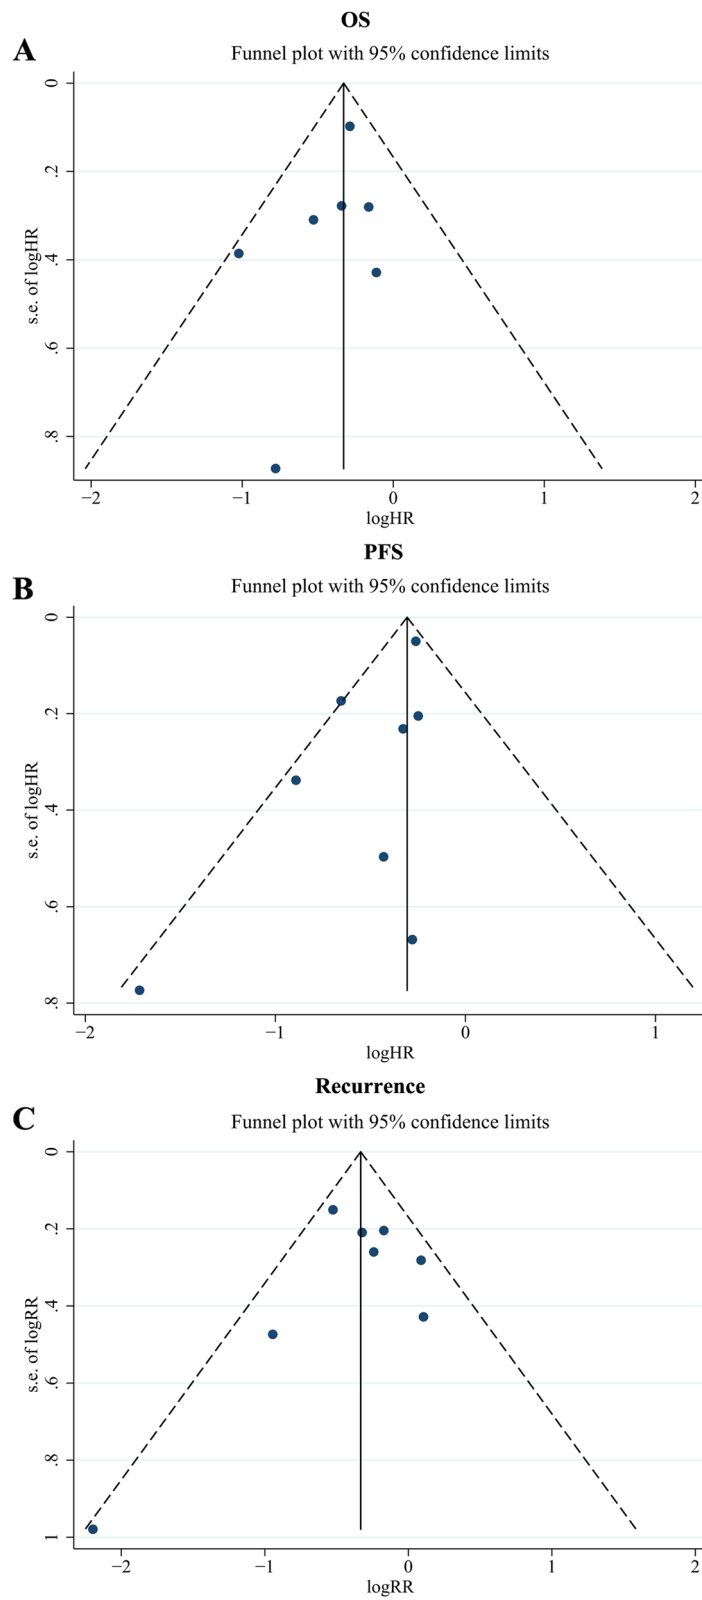 OS
A
Funnel plot with 95% confidence limits
s.e. of logHR
0
.2
.4
.6
.8
−2 −1 0 1 2
logHR
PFS
B
Funnel plot with 95% confidence limits
s.e. of logHR
0
.2
.4
.6
.8
−2 −1 0 1
logHR
Recurrence
C
Funnel plot with 95% confidence limits
s.e. of logRR
0
.2
.4
.6
.8
1
−2 −1 0 1 2
logRR